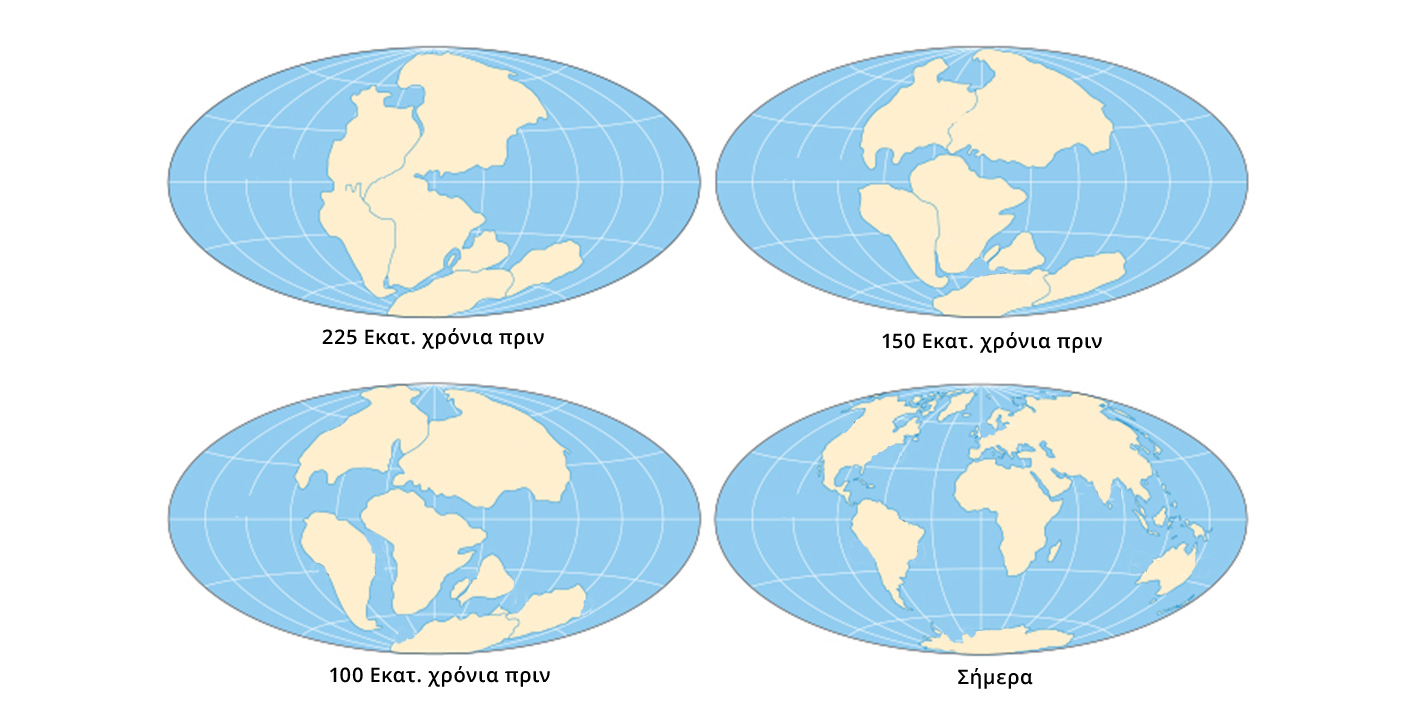 225 Εκατ. χρόνια πριν
150 Εκατ. χρόνια πριν
100 Εκατ. χρόνια πριν
Σήμερα